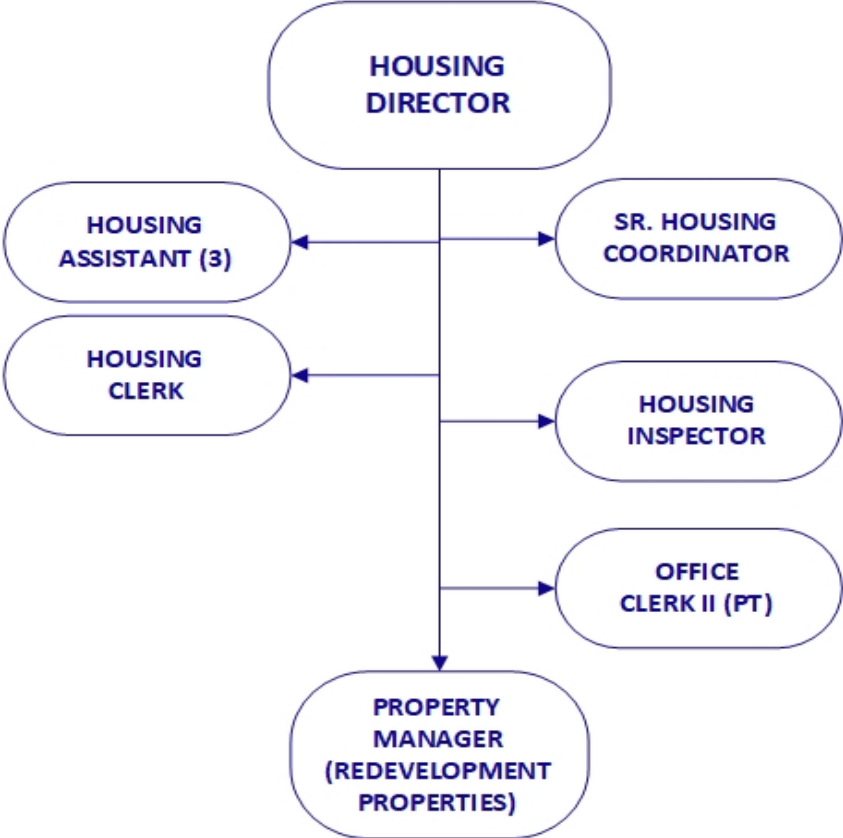 HOUSING
DIRECTOR
HOUSING
ASSISTANT (3)
SR. HOUSING
COORDINATOR
HOUSING
CLERK
HOUSING
INSPECTOR
OFFICE
CLERK II (PT)
PROPERTY
MANAGER
(REDEVELOPMENT
PROPERTIES)